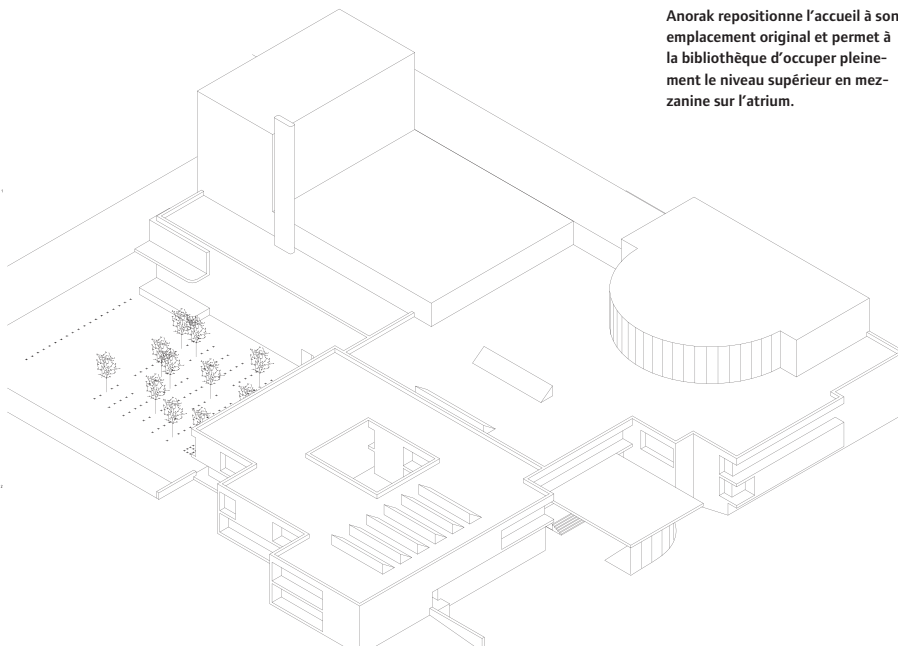 Anorak repositionne l’accueil à son
emplacement original et permet à
la bibliothèque d’occuper pleine-
ment le niveau supérieur en mez-
zanine sur l’atrium.